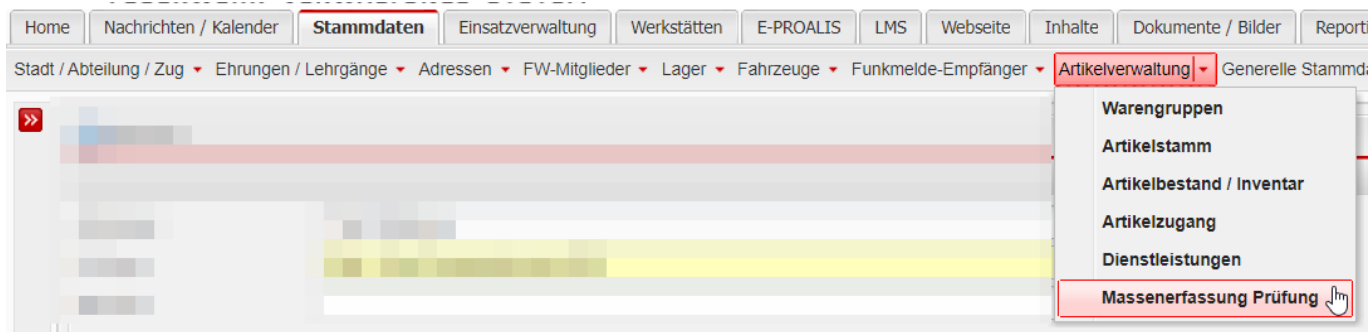 Home Nachrichten / Kalender Stammdaten Einsatzverwaltung Werkstätten E-PROALIS LMS Webseite Inhalte Dokumente / Bilder Reporti
Stadt / Abteilung / Zug Ehrungen / Lehrgänge Adressen FW-Mitglieder Lager Fahrzeuge Funkmelde-Empfänger Artikelverwaltung Generelle Stammda
Warengruppen
Artikelstamm
Artikelbestand / Inventar
Artikelzugang
Dienstleistungen
Massenerfassung Prüfung